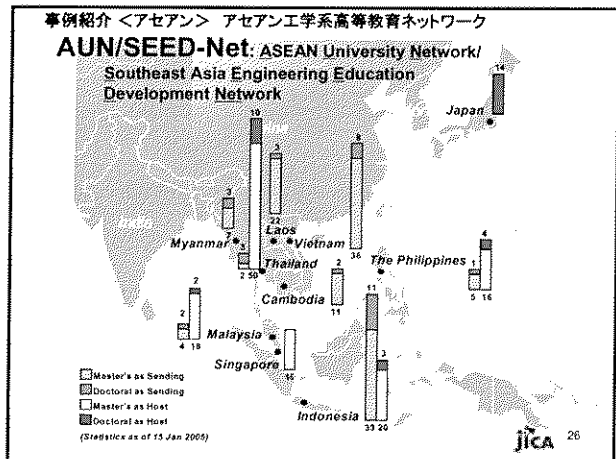 事例紹介 <アセアン> アセアン工学系高等教育ネットワーク
AUN/SEED-Net: ASEAN University Network/
Southeast Asia Engineering Education
Development Network
14
Japan
10
8
3
3
22
Laos
Vietnam
36
Myanmar
7
3
2 50
Thailand
The Philippines
4
1
5 16
2
11
Cambodia
2
2
4 18
Malaysia
Singapore
11
3
33 20
Indonesia
Master's as Sending
Doctoral as Sending
Master's as Host
Doctoral as Host
(Statistics as of 15 Jan 2005)
jICA
26